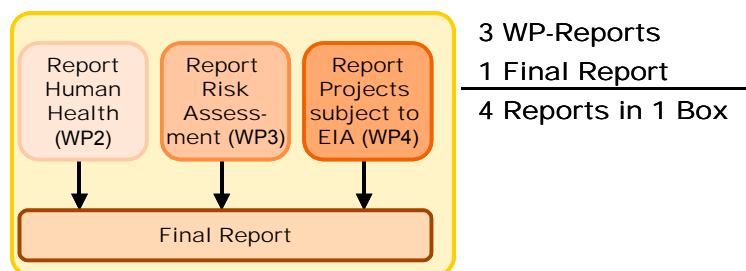 Report
Human
Health
(WP2)
Report
Risk
Assess-
ment (WP3)
Report
Projects
subject to
EIA (WP4)
Final Report
3 WP-Reports
1 Final Report
4 Reports in 1 Box